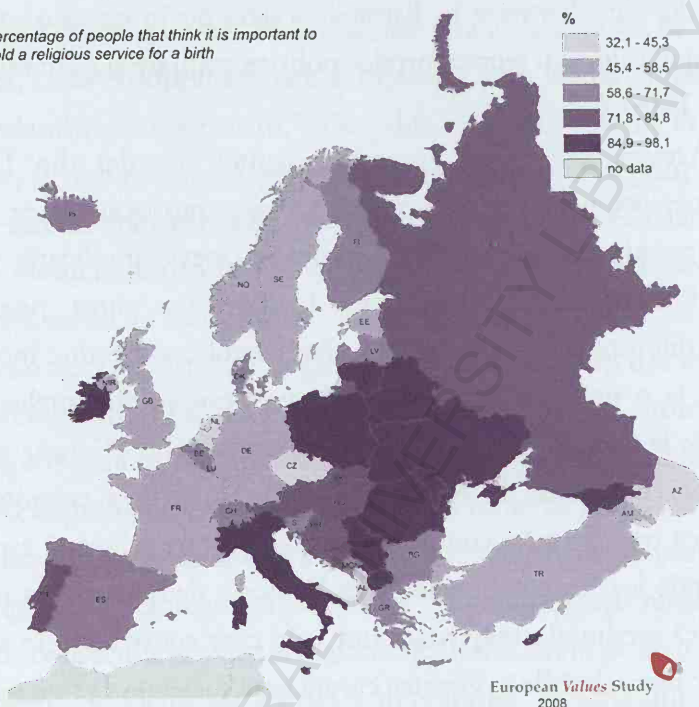 ercentage of people that think it is important to
old a religious service for a birth
%
32,1 - 45,3
45,4 - 58,5
58,6 - 71,7
71,8 - 84,8
84,9 - 98,1
no data
IS
NO
SE
FI
EE
LV
DK
NIR
GB
NL
BE
LU
DE
CZ
FR
CH
ES
BG
GR
TR
AM
AZ
European Values Study
2008